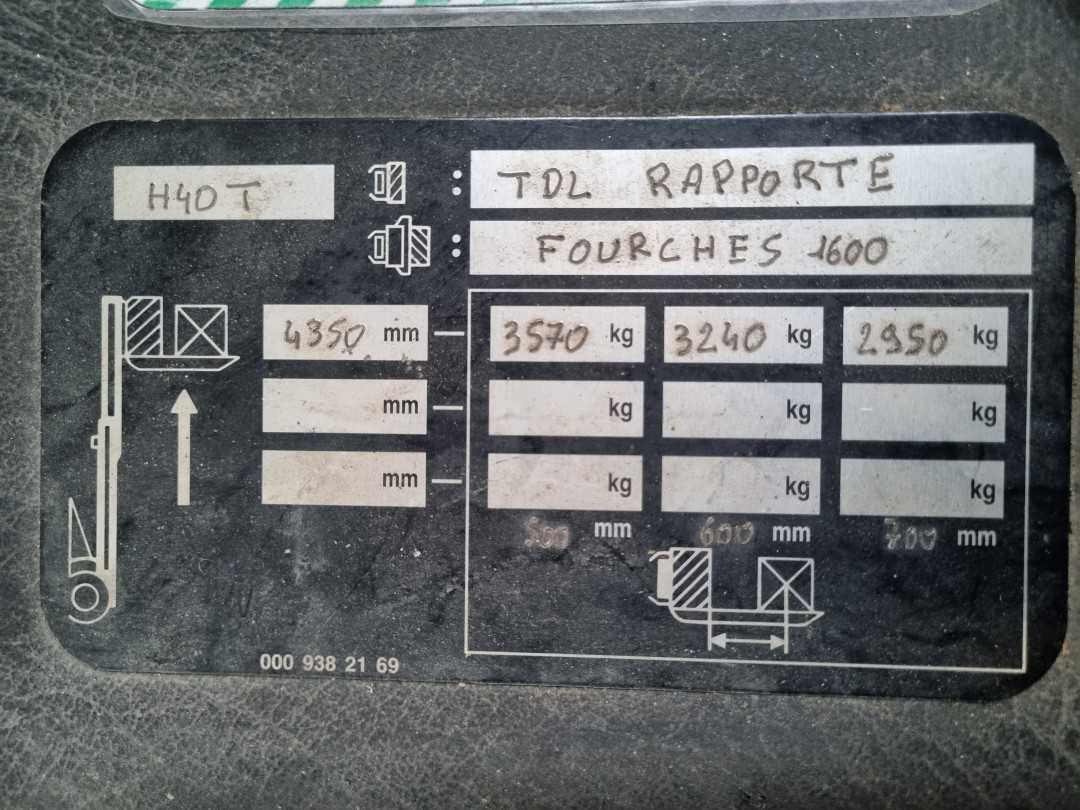 H40T : TDL RAPPORTE
: FOURCHES 1600
4350 mm 3570 kg 3240 kg 2950 kg
mm kg kg kg
mm kg kg kg
500 mm 600 mm 700 mm
000 938 21 69